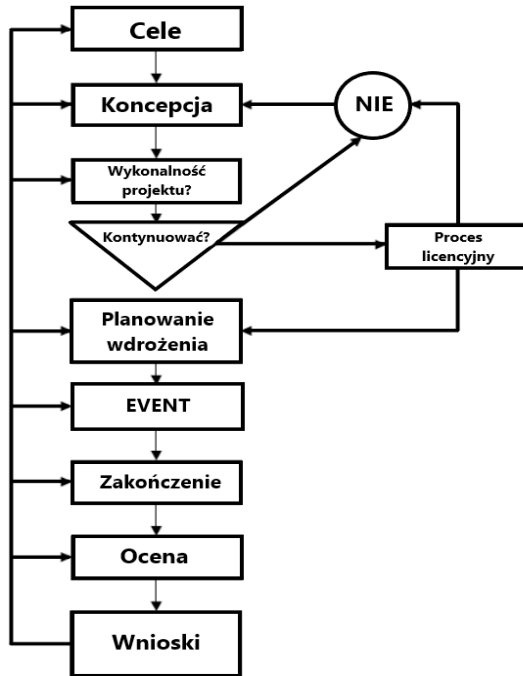 Cele
Koncepcja
NIE
Wykonalność
projektu?
Kontynuować?
Proces
licencyjny
Planowanie
wdrożenia
EVENT
Zakończenie
Ocena
Wnioski